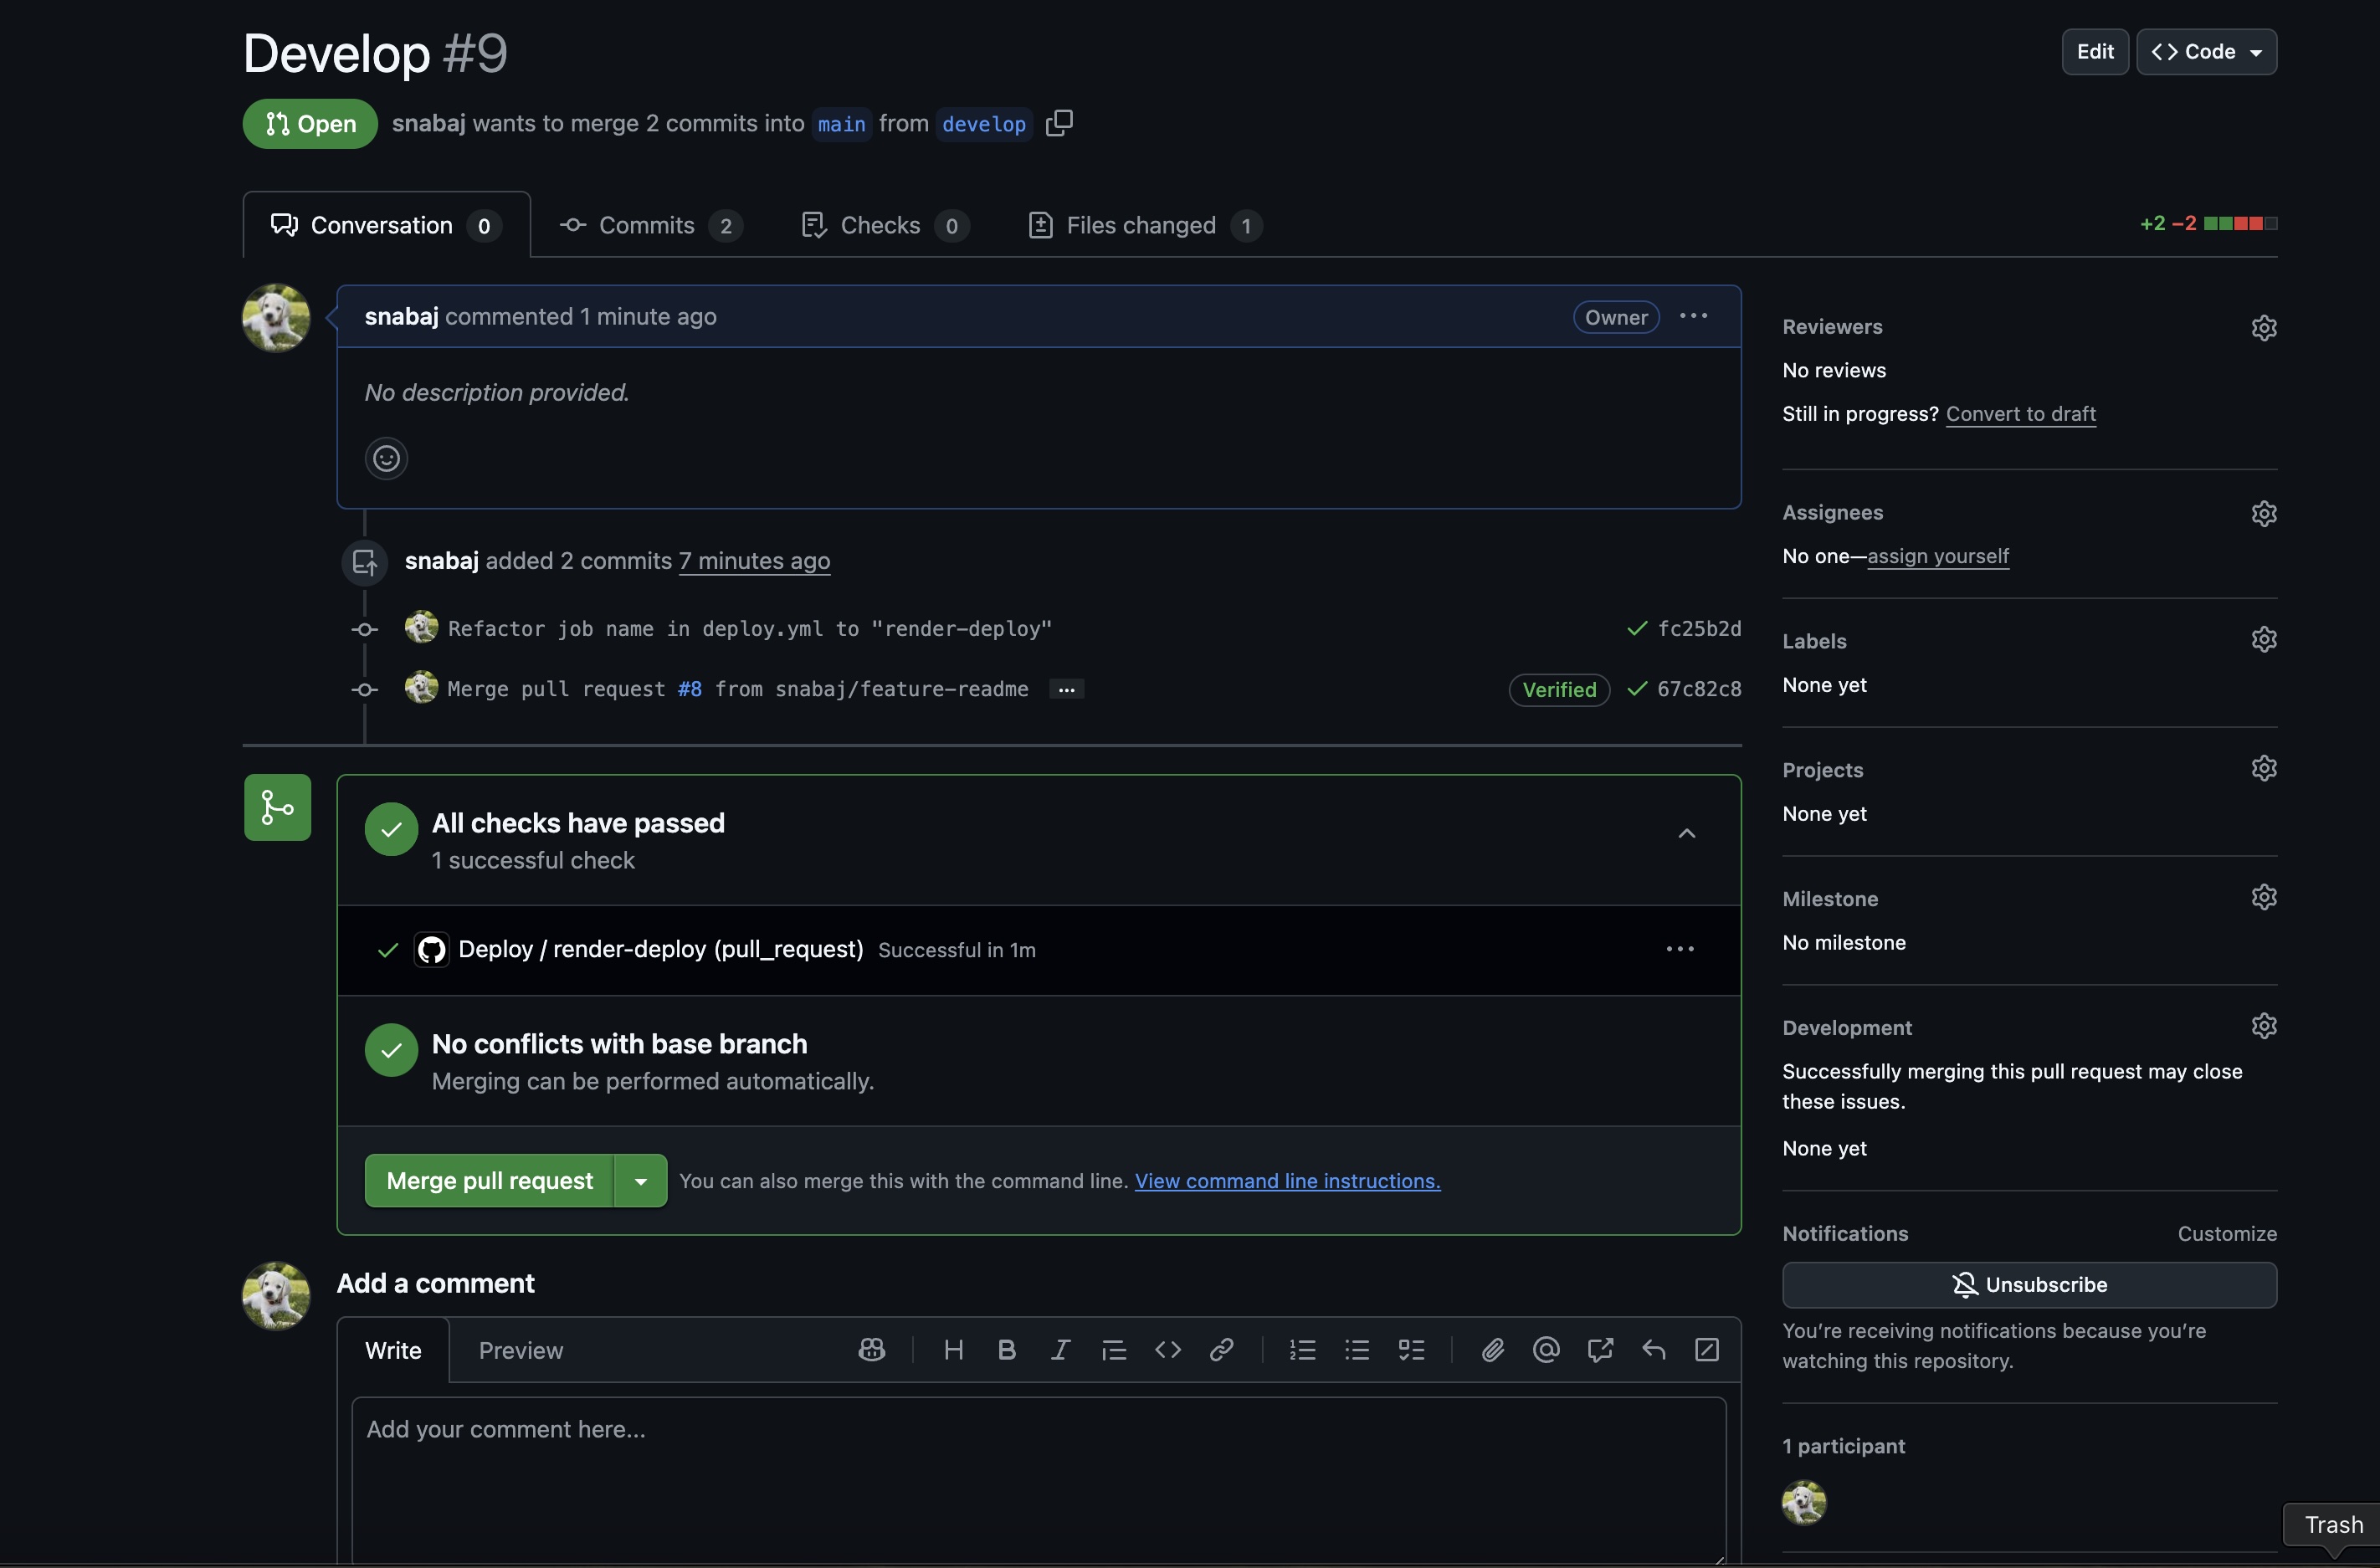 Develop #9
Edit
Code
Open
snabaj wants to merge 2 commits into main from develop
Conversation 0
Commits 2
Checks 0
Files changed 1
+2 −2
snabaj commented 1 minute ago
Owner
No description provided.
snabaj added 2 commits 7 minutes ago
Refactor job name in deploy.yml to "render-deploy"
fc25b2d
Merge pull request #8 from snabaj/feature-readme ...
Verified
67c82c8
All checks have passed
1 successful check
Deploy / render-deploy (pull_request) Successful in 1m
No conflicts with base branch
Merging can be performed automatically.
Merge pull request
You can also merge this with the command line. View command line instructions.
Add a comment
Write
Preview
Add your comment here...
Reviewers
No reviews
Still in progress? Convert to draft
Assignees
No one—assign yourself
Labels
None yet
Projects
None yet
Milestone
No milestone
Development
Successfully merging this pull request may close
these issues.
None yet
Notifications
Customize
Unsubscribe
You’re receiving notifications because you’re
watching this repository.
1 participant
Trash